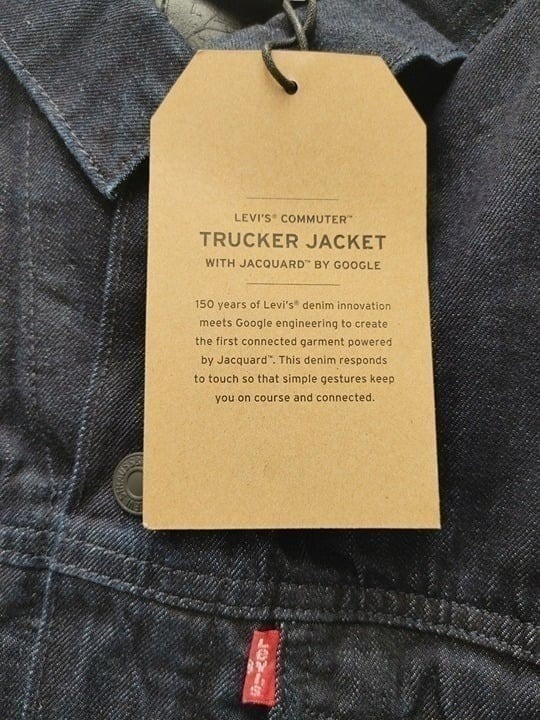 LEVI'S® COMMUTER™
TRUCKER JACKET
WITH JACQUARD™ BY GOOGLE
150 years of Levi's® denim innovation
meets Google engineering to create
the first connected garment powered
by Jacquard™. This denim responds
to touch so that simple gestures keep
you on course and connected.
LEVI'S